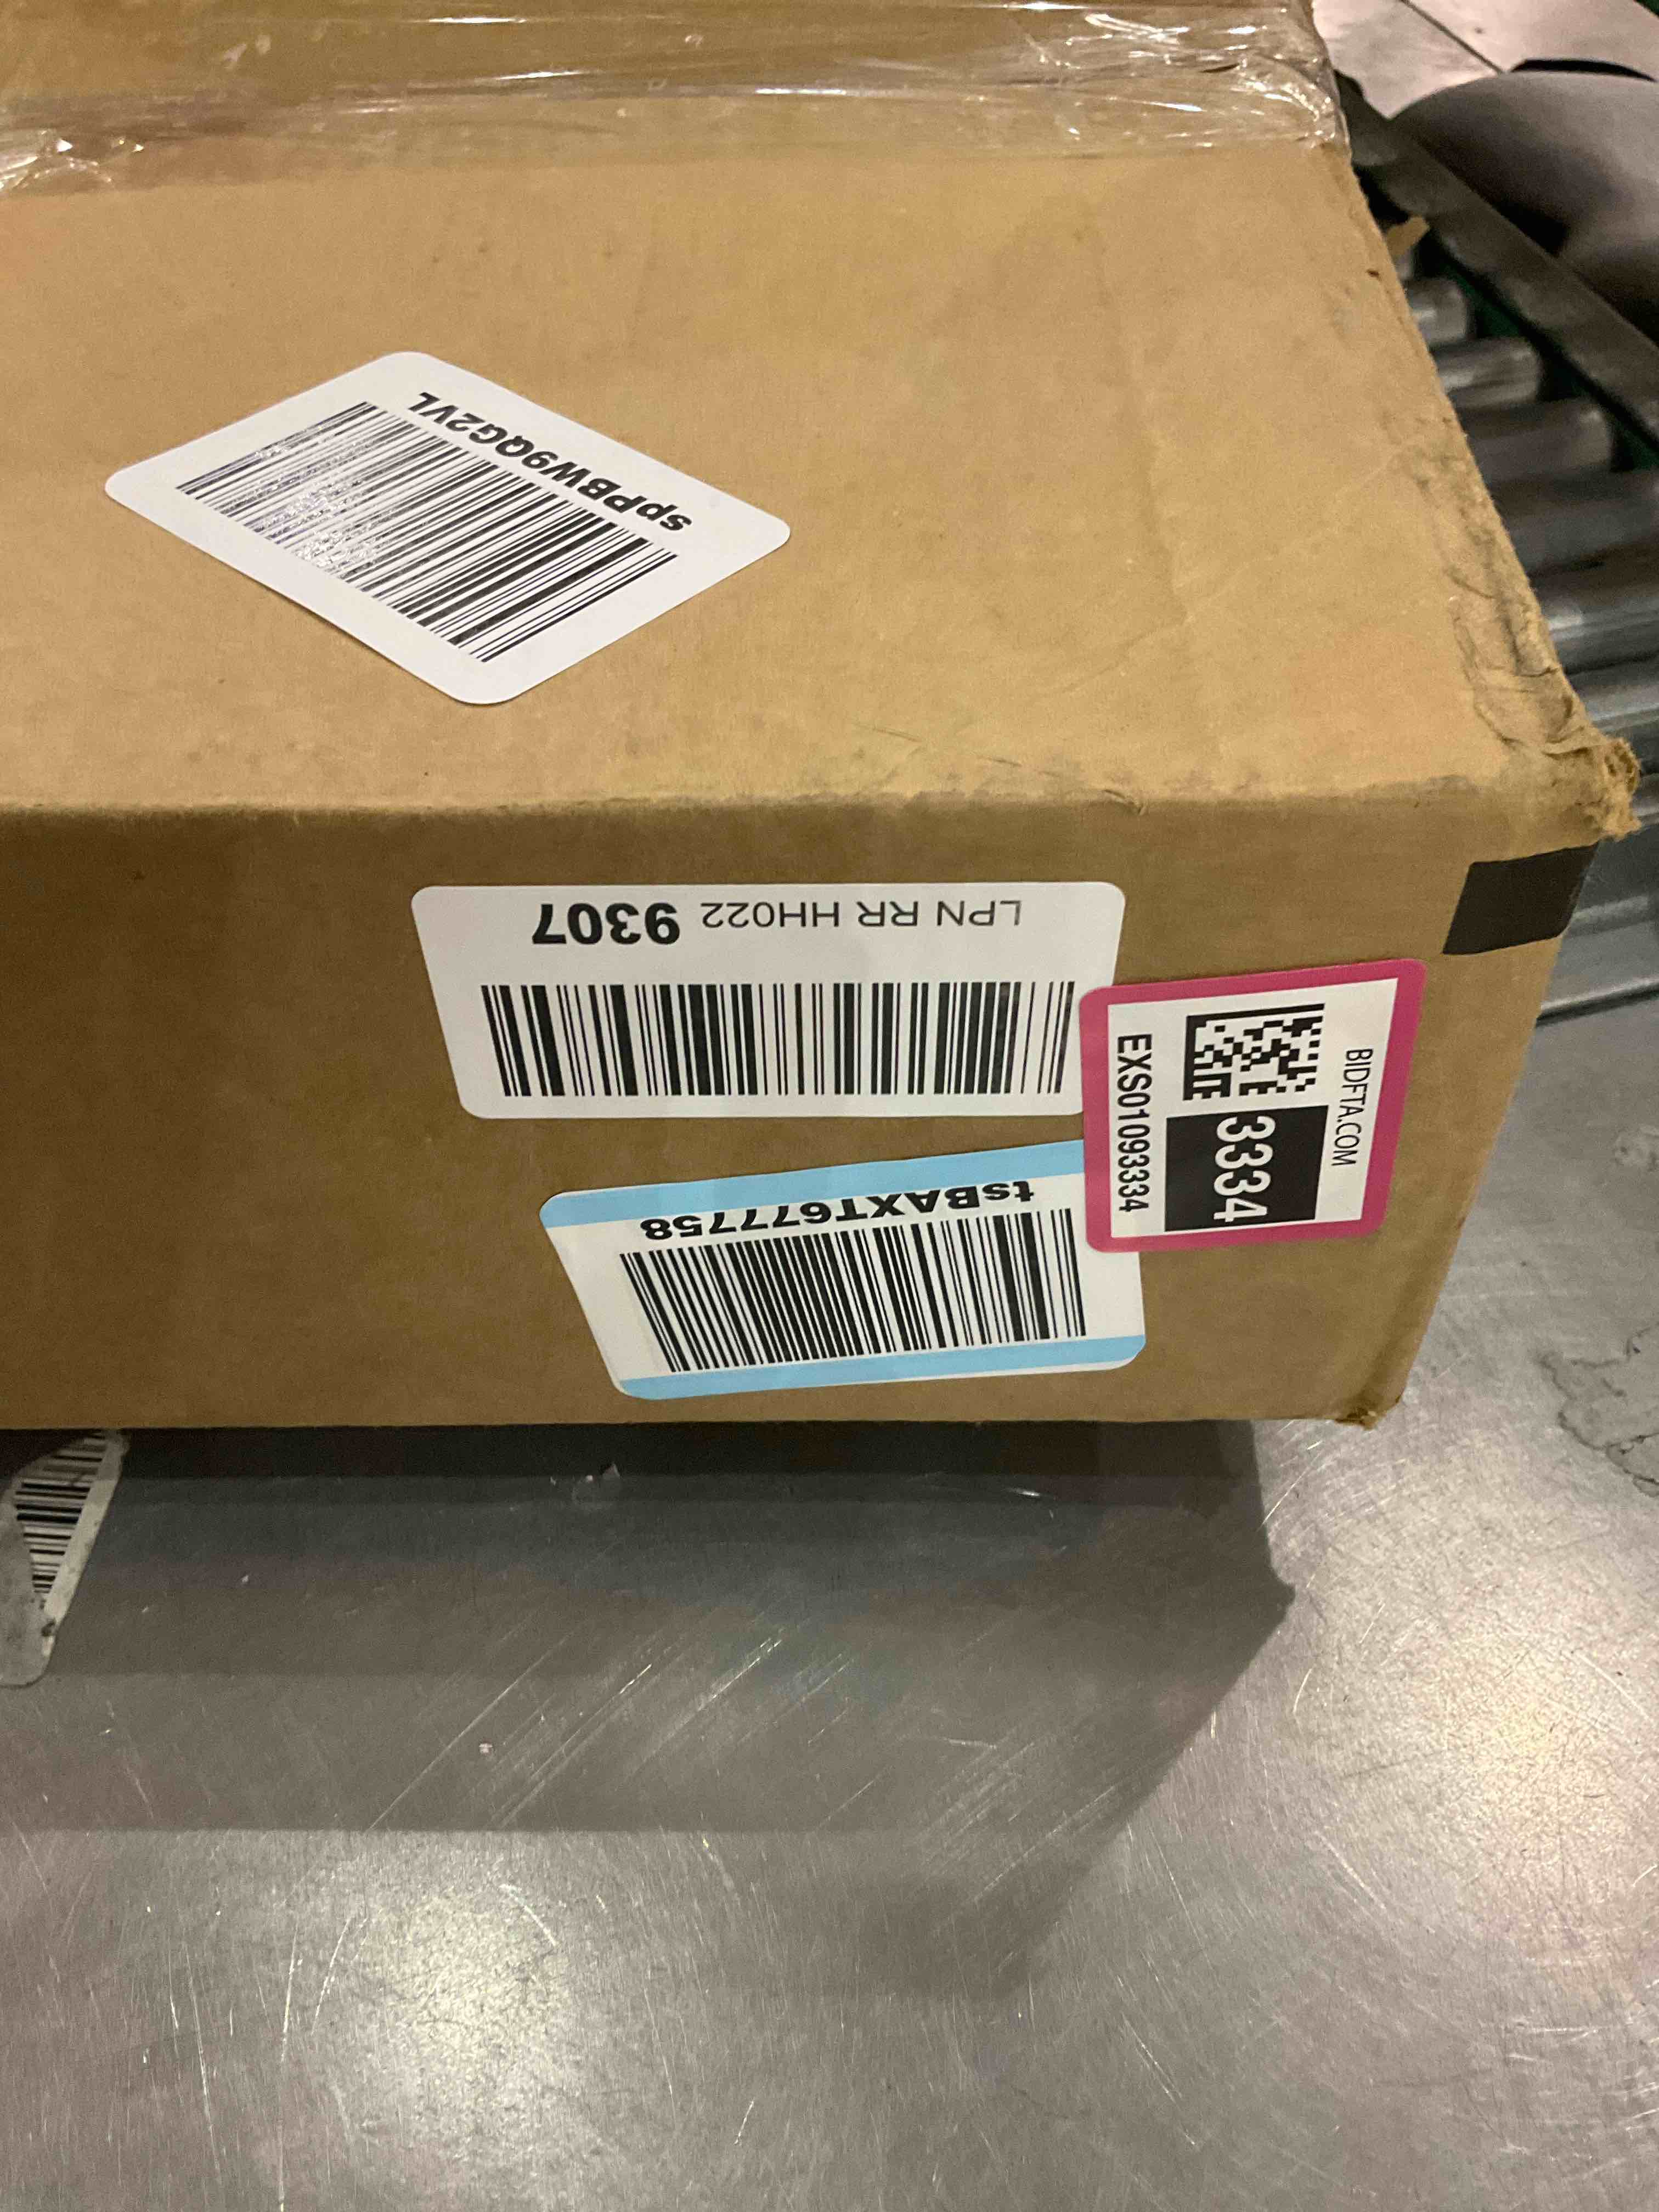 spPBW9QG2VL
LPN RR HH022 9307
BIDFTA.COM
3334
EXS01093334
tsBAXT677758